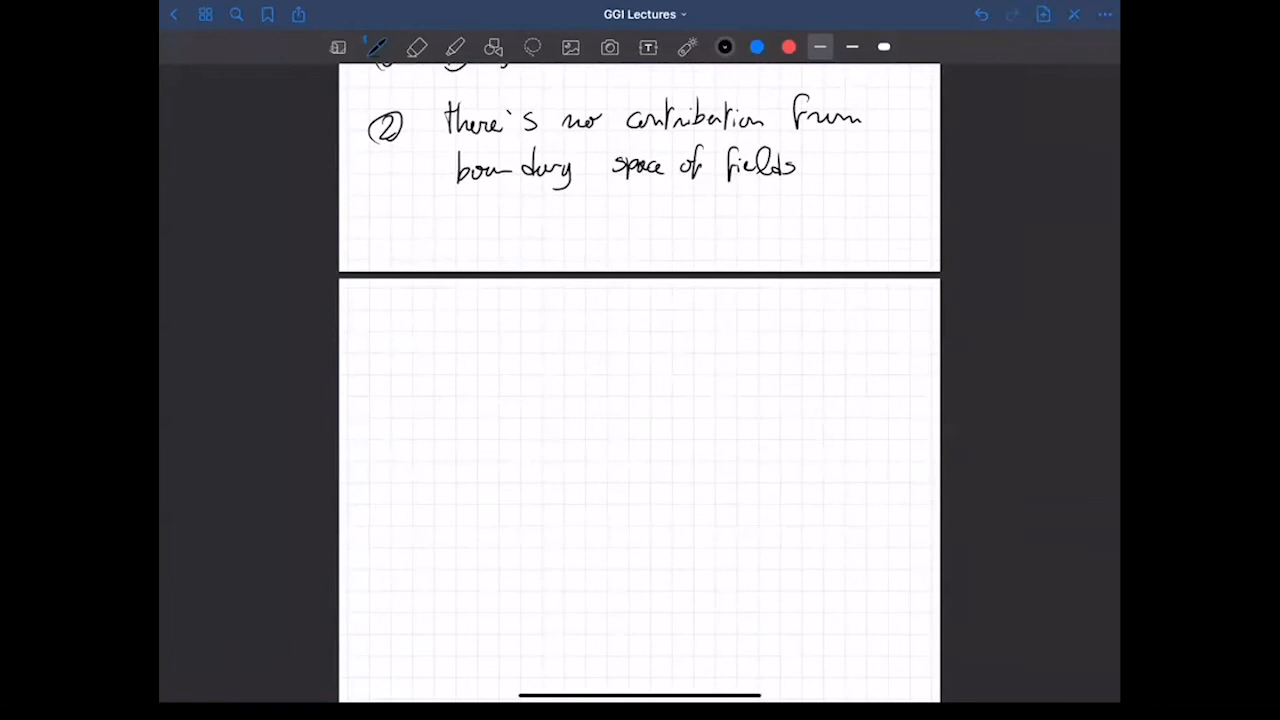 GGI Lectures
② there's no contribution from
boundary space of fields